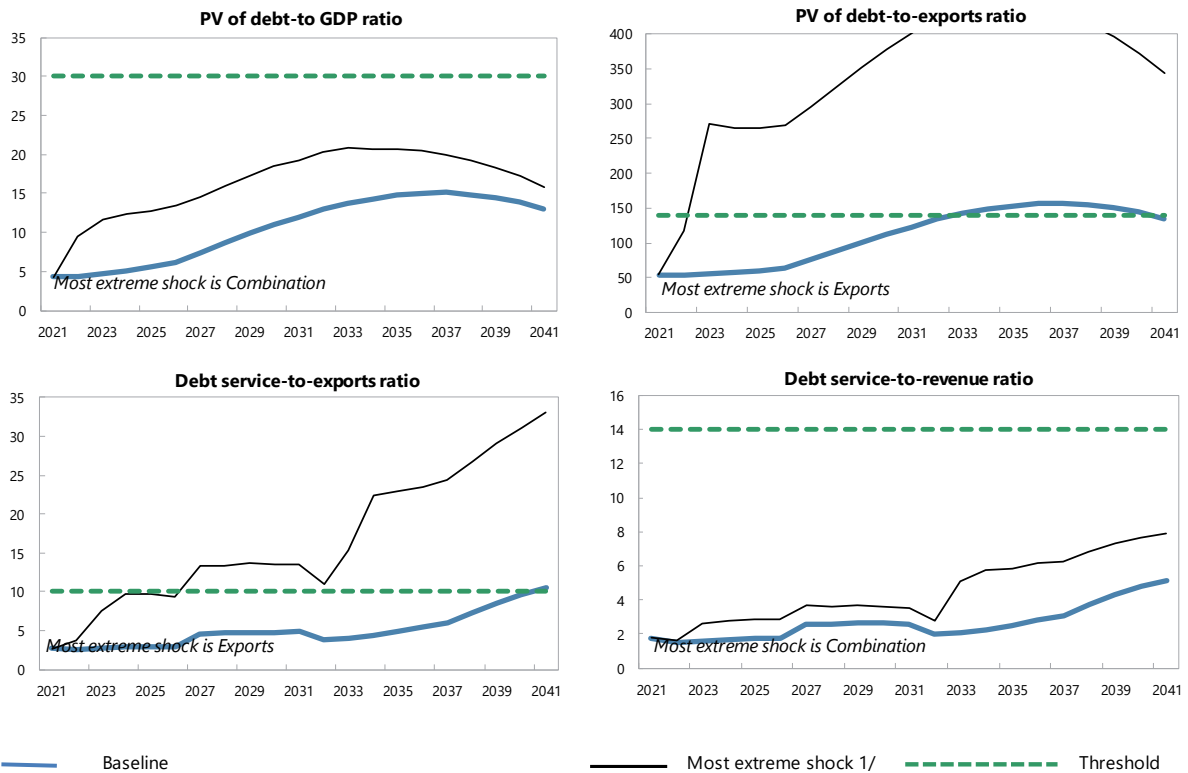 PV of debt-to GDP ratio
35
30
25
20
15
10
5
0
Most extreme shock is Combination
2021 2023 2025 2027 2029 2031 2033 2035 2037 2039 2041
PV of debt-to-exports ratio
400
350
300
250
200
150
100
50
0
Most extreme shock is Exports
2021 2023 2025 2027 2029 2031 2033 2035 2037 2039 2041
Debt service-to-exports ratio
35
30
25
20
15
10
5
0
Most extreme shock is Exports
2021 2023 2025 2027 2029 2031 2033 2035 2037 2039 2041
Debt service-to-revenue ratio
16
14
12
10
8
6
4
2
0
Most extreme shock is Combination
2021 2023 2025 2027 2029 2031 2033 2035 2037 2039 2041
Baseline Most extreme shock 1/ Threshold